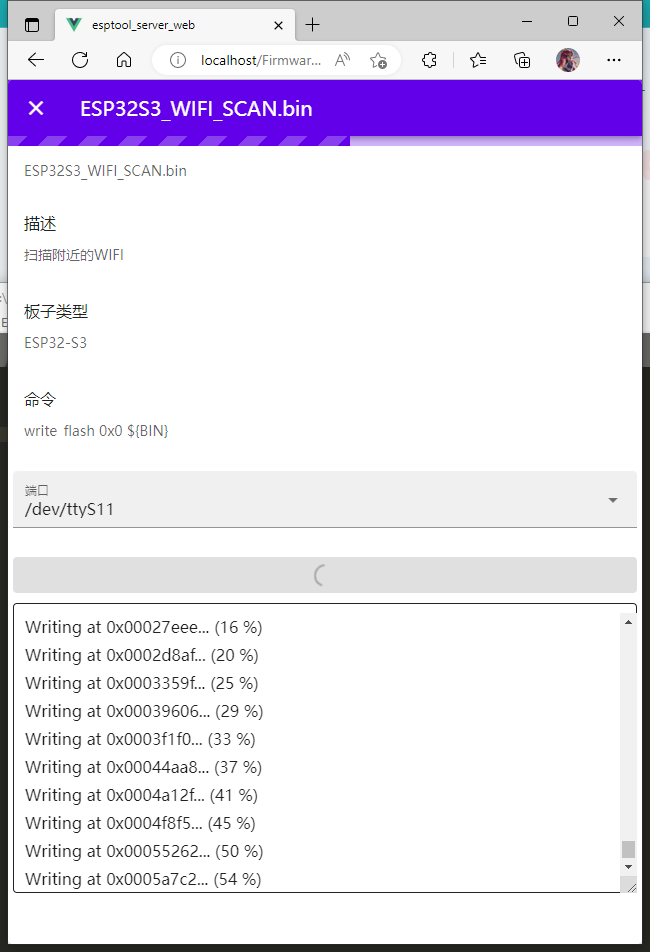 esptool_server_web
localhost/Firmwar...
ESP32S3_WIFI_SCAN.bin
ESP32S3_WIFI_SCAN.bin
描述
扫描附近的WIFI
板子类型
ESP32-S3
命令
write_flash 0x0 ${BIN}
端口
/dev/ttyS11
Writing at 0x00027eee... (16 %)
Writing at 0x0002d8af... (20 %)
Writing at 0x0003359f... (25 %)
Writing at 0x00039606... (29 %)
Writing at 0x0003f1f0... (33 %)
Writing at 0x00044aa8... (37 %)
Writing at 0x0004a12f... (41 %)
Writing at 0x0004f8f5... (45 %)
Writing at 0x00055262... (50 %)
Writing at 0x0005a7c2... (54 %)